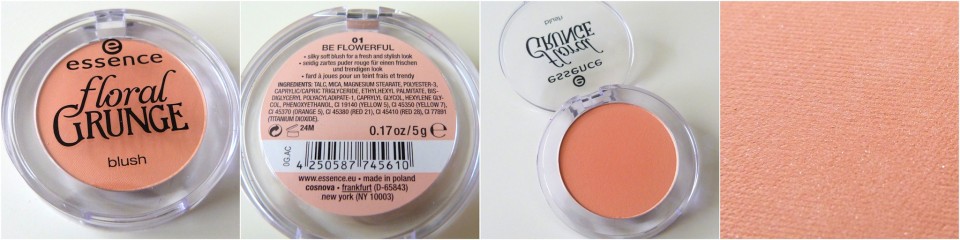 essence
floral
GRUNGE
blush
01
BE FLOWERFUL
• silky soft blush for a fresh and stylish look
• seidig zartes puder rouge für einen frischen
und trendigen look
• fard à joues pour un teint frais et trendy
INGREDIENTS: TALC, MICA, MAGNESIUM STEARATE, POLYESTER-3,
CAPRYLIC/CAPRIC TRIGLYCERIDE, ETHYLHEXYL PALMITATE, BIS-
DIGLYCERYL POLYACYLADIPATE-1, CAPRYLYL GLYCOL, HEXYLENE GLY-
COL, PHENOXYETHANOL, CI 19140 (YELLOW 5), CI 45350 (YELLOW 7),
CI 45370 (ORANGE 5), CI 45380 (RED 21), CI 45410 (RED 28), CI 77891
(TITANIUM DIOXIDE).
24M
0.17 oz / 5 g e
DG.AC
4 250587 745610
www.essence.eu • made in poland
cosnova • frankfurt (D-65843)
new york (NY 10003)
blush
GRUNGE
floral
essence